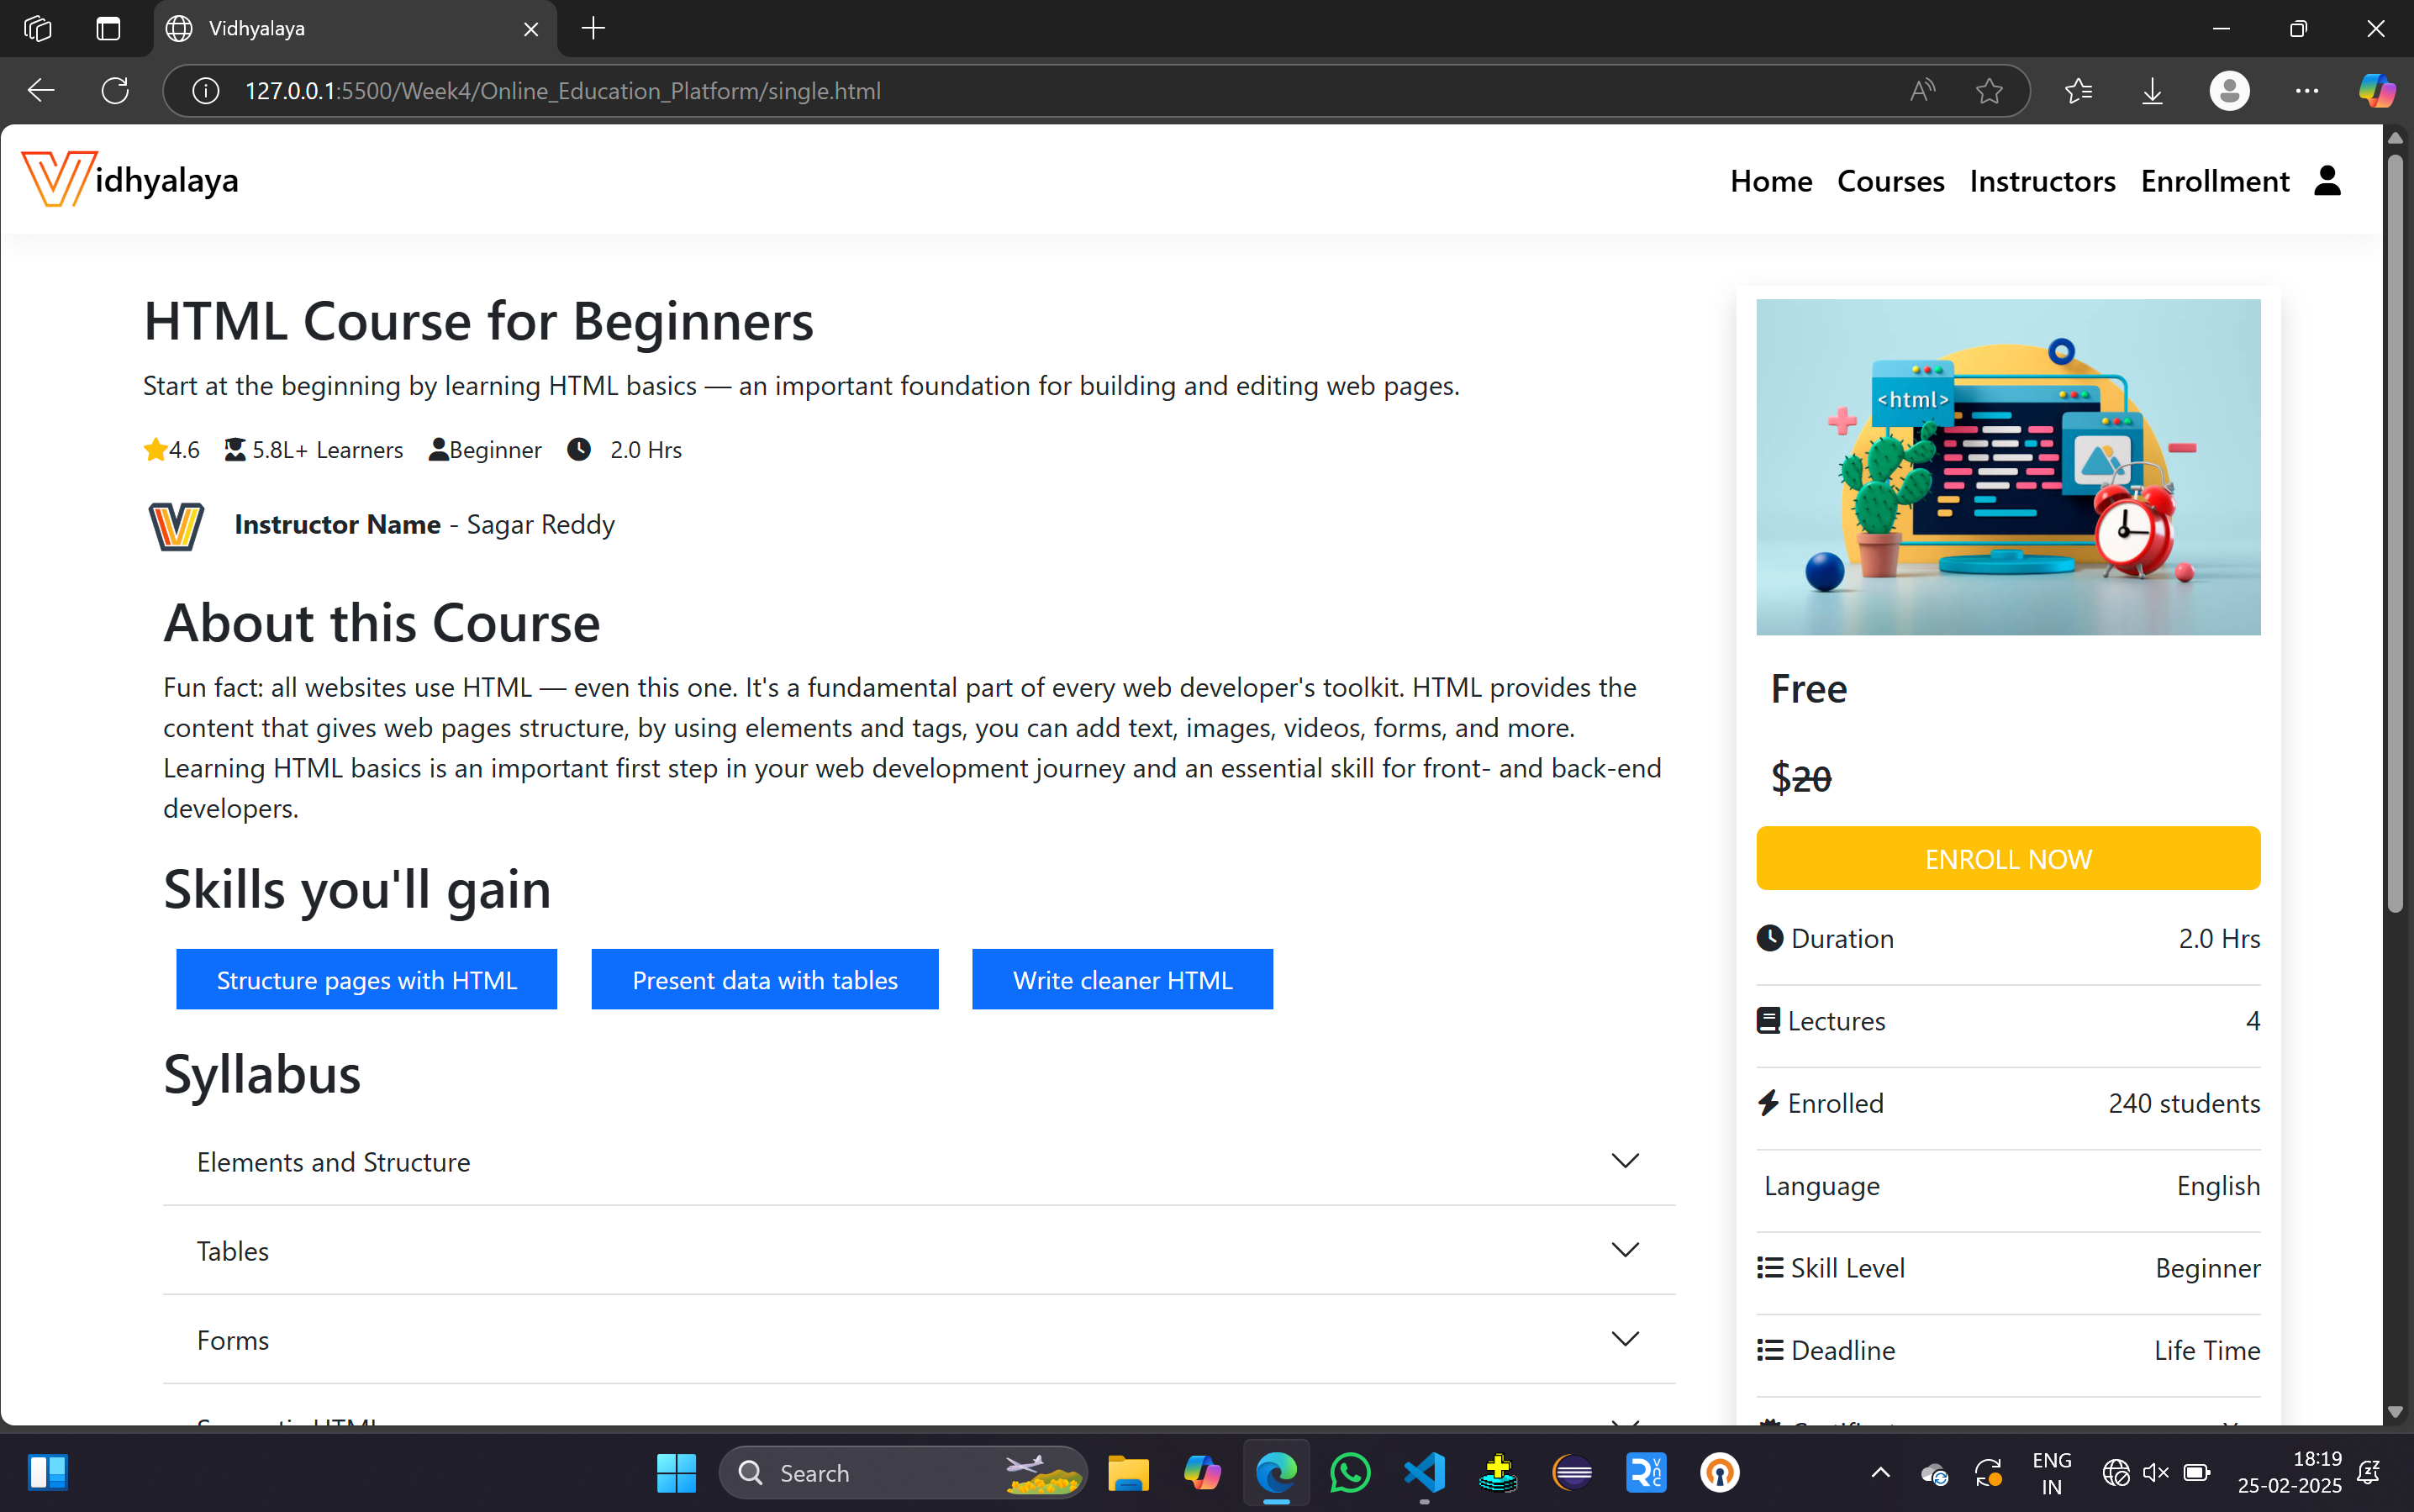 Vidhyalaya
127.0.0.1:5500/Week4/Online_Education_Platform/single.html
Vidhyalaya
Home Courses Instructors Enrollment
HTML Course for Beginners
Start at the beginning by learning HTML basics — an important foundation for building and editing web pages.
4.6 5.8L+ Learners Beginner 2.0 Hrs
Instructor Name - Sagar Reddy
About this Course
Fun fact: all websites use HTML — even this one. It's a fundamental part of every web developer's toolkit. HTML provides the
content that gives web pages structure, by using elements and tags, you can add text, images, videos, forms, and more.
Learning HTML basics is an important first step in your web development journey and an essential skill for front- and back-end
developers.
Skills you'll gain
Structure pages with HTML
Present data with tables
Write cleaner HTML
Syllabus
Elements and Structure
Tables
Forms
<html>
Free
$20
ENROLL NOW
Duration 2.0 Hrs
Lectures 4
Enrolled 240 students
Language English
Skill Level Beginner
Deadline Life Time
Search
ENG
IN
18:19
25-02-2025